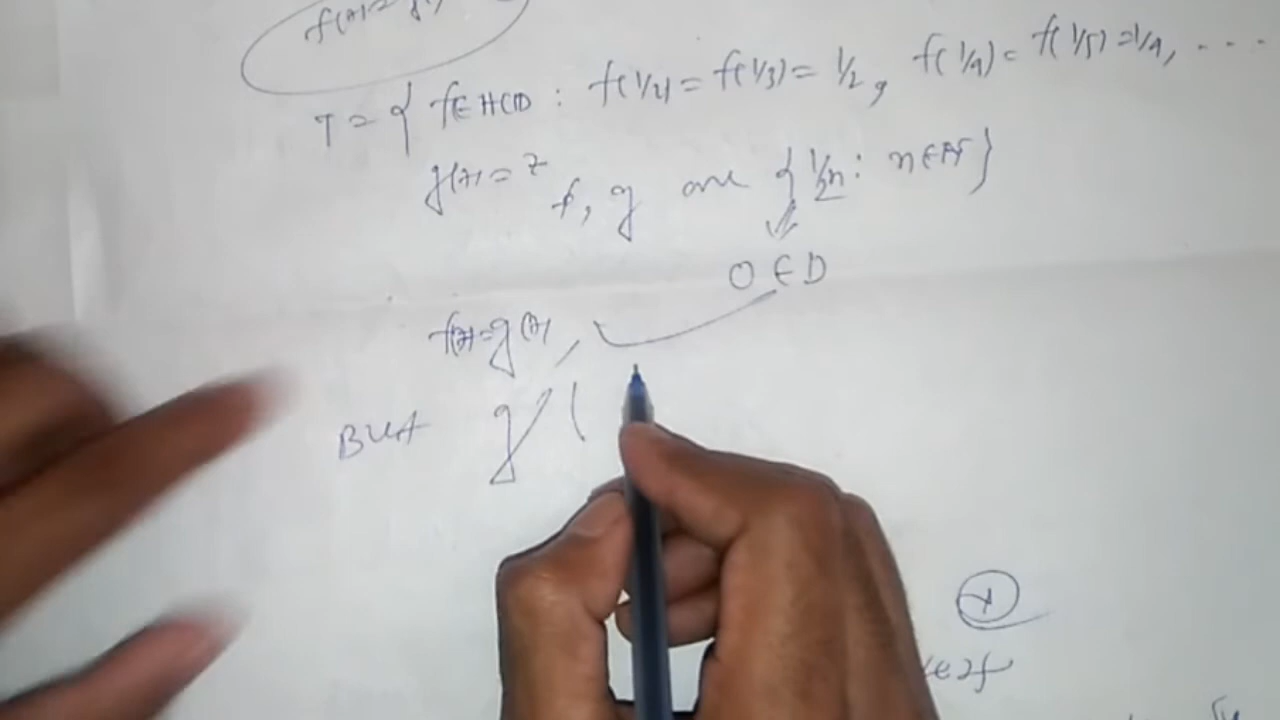 f(z)=g(z)
T = { f∈H(D) : f(1/2) = f(1/3) = 1/2, f(1/4) = f(1/5) = 1/4, ....
g(z) = z
f, g are {1/2n : n∈N}
0 ∈ D
f(z)=g(z),
But g(